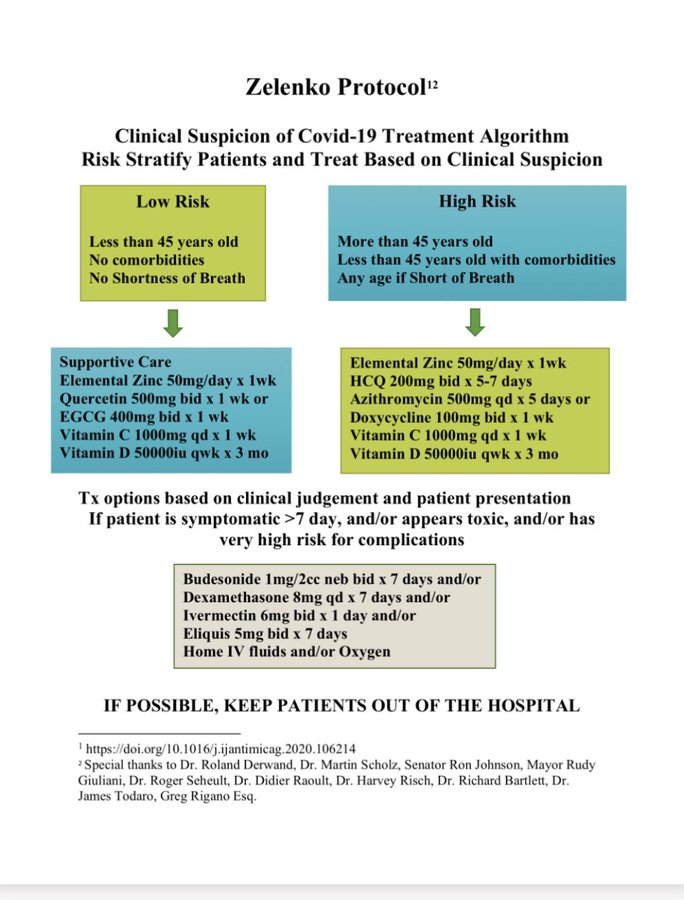 Zelenko Protocol¹²
Clinical Suspicion of Covid-19 Treatment Algorithm
Risk Stratify Patients and Treat Based on Clinical Suspicion
Low Risk
Less than 45 years old
No comorbidities
No Shortness of Breath
High Risk
More than 45 years old
Less than 45 years old with comorbidities
Any age if Short of Breath
Supportive Care
Elemental Zinc 50mg/day x 1wk
Quercetin 500mg bid x 1 wk or
EGCG 400mg bid x 1 wk
Vitamin C 1000mg qd x 1 wk
Vitamin D 50000iu qwk x 3 mo
Elemental Zinc 50mg/day x 1wk
HCQ 200mg bid x 5-7 days
Azithromycin 500mg qd x 5 days or
Doxycycline 100mg bid x 1 wk
Vitamin C 1000mg qd x 1 wk
Vitamin D 50000iu qwk x 3 mo
Tx options based on clinical judgement and patient presentation
If patient is symptomatic >7 day, and/or appears toxic, and/or has
very high risk for complications
Budesonide 1mg/2cc neb bid x 7 days and/or
Dexamethasone 8mg qd x 7 days and/or
Ivermectin 6mg bid x 1 day and/or
Eliquis 5mg bid x 7 days
Home IV fluids and/or Oxygen
IF POSSIBLE, KEEP PATIENTS OUT OF THE HOSPITAL
¹ https://doi.org/10.1016/j.ijantimicag.2020.106214
² Special thanks to Dr. Roland Derwand, Dr. Martin Scholz, Senator Ron Johnson, Mayor Rudy
Giuliani, Dr. Roger Seheult, Dr. Didier Raoult, Dr. Harvey Risch, Dr. Richard Bartlett, Dr.
James Todaro, Greg Rigano Esq.